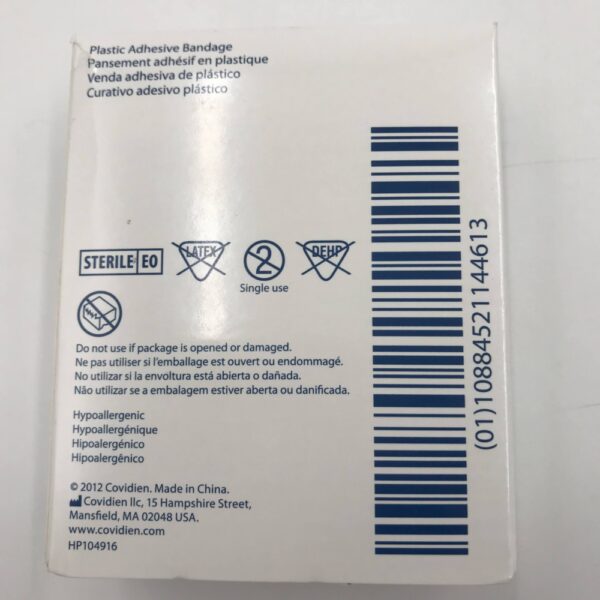 Plastic Adhesive Bandage
Pansement adhésif en plastique
Venda adhesiva de plástico
Curativo adesivo plástico
STERILE EO
LATEX
2
DEHP
Single use
Do not use if package is opened or damaged.
Ne pas utiliser si l'emballage est ouvert ou endommagé.
No utilizar si la envoltura está abierta o dañada.
Não utilizar se a embalagem estiver aberta ou danificada.
Hypoallergenic
Hypoallergénique
Hipoalergénico
Hipoalergênico
© 2012 Covidien. Made in China.
Covidien llc, 15 Hampshire Street,
Mansfield, MA 02048 USA.
www.covidien.com
HP104916
(01)10884521144613